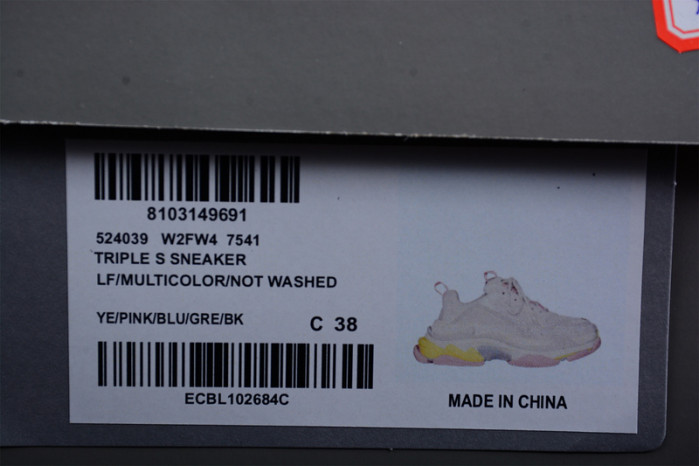 8103149691
524039 W2FW4 7541
TRIPLE S SNEAKER
LF/MULTICOLOR/NOT WASHED
YE/PINK/BLU/GRE/BK
C 38
ECBL102684C
MADE IN CHINA